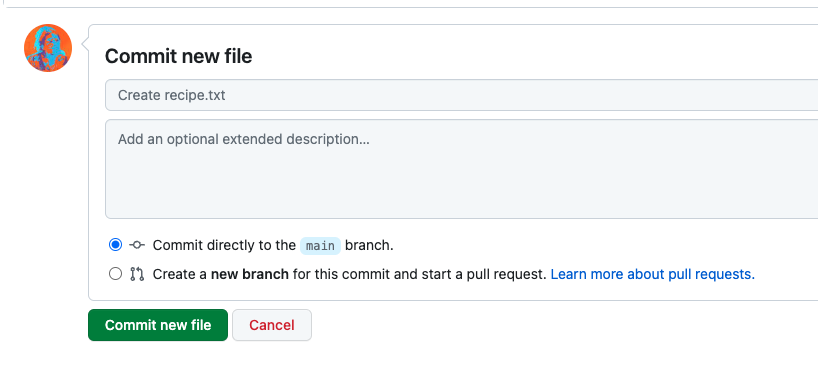 Commit new file
Create recipe.txt
Add an optional extended description...
Commit directly to the main branch.
Create a new branch for this commit and start a pull request. Learn more about pull requests.
Commit new file Cancel